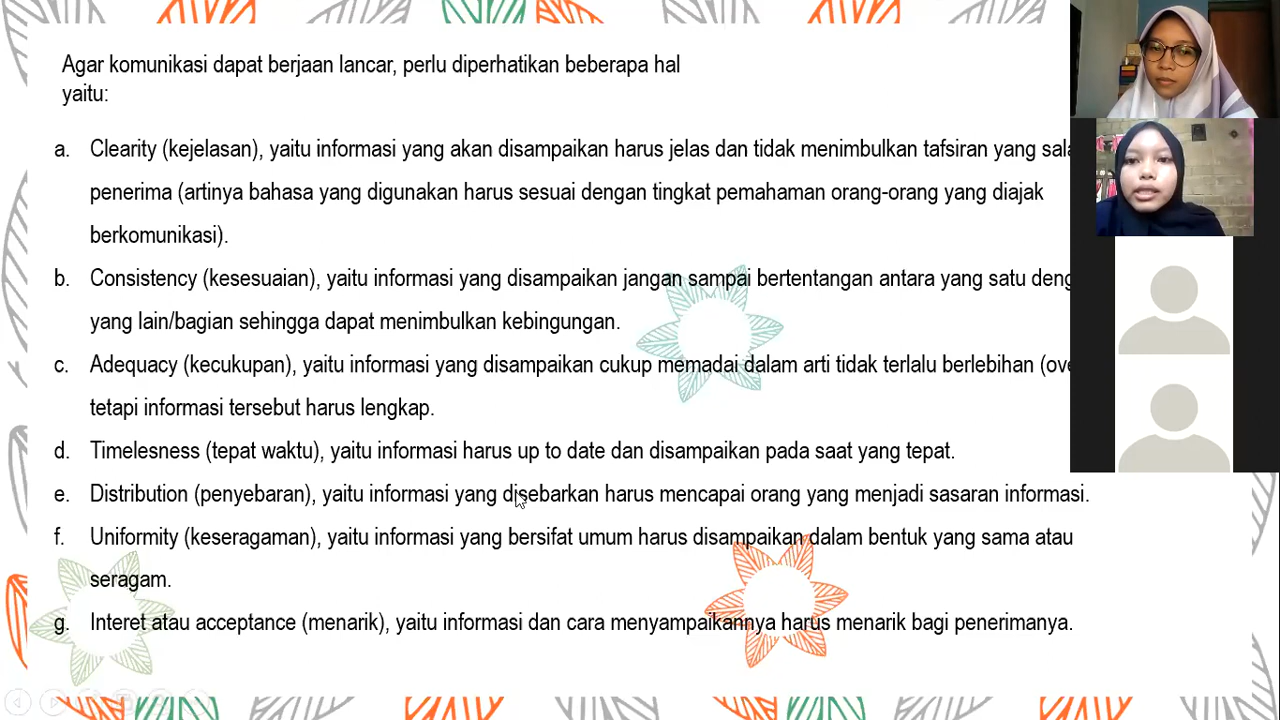 Agar komunikasi dapat berjaan lancar, perlu diperhatikan beberapa hal
yaitu:
a. Clearity (kejelasan), yaitu informasi yang akan disampaikan harus jelas dan tidak menimbulkan tafsiran yang
penerima (artinya bahasa yang digunakan harus sesuai dengan tingkat pemahaman orang-orang yang diajak
berkomunikasi).
b. Consistency (kesesuaian), yaitu informasi yang disampaikan jangan sampai bertentangan antara yang satu
yang lain/bagian sehingga dapat menimbulkan kebingungan.
c. Adequacy (kecukupan), yaitu informasi yang disampaikan cukup memadai dalam arti tidak terlalu berlebihan
tetapi informasi tersebut harus lengkap.
d. Timelesness (tepat waktu), yaitu informasi harus up to date dan disampaikan pada saat yang tepat.
e. Distribution (penyebaran), yaitu informasi yang disebarkan harus mencapai orang yang menjadi sasaran informasi.
f. Uniformity (keseragaman), yaitu informasi yang bersifat umum harus disampaikan dalam bentuk yang sama atau
seragam.
g. Interet atau acceptance (menarik), yaitu informasi dan cara menyampaikannya harus menarik bagi penerimanya.